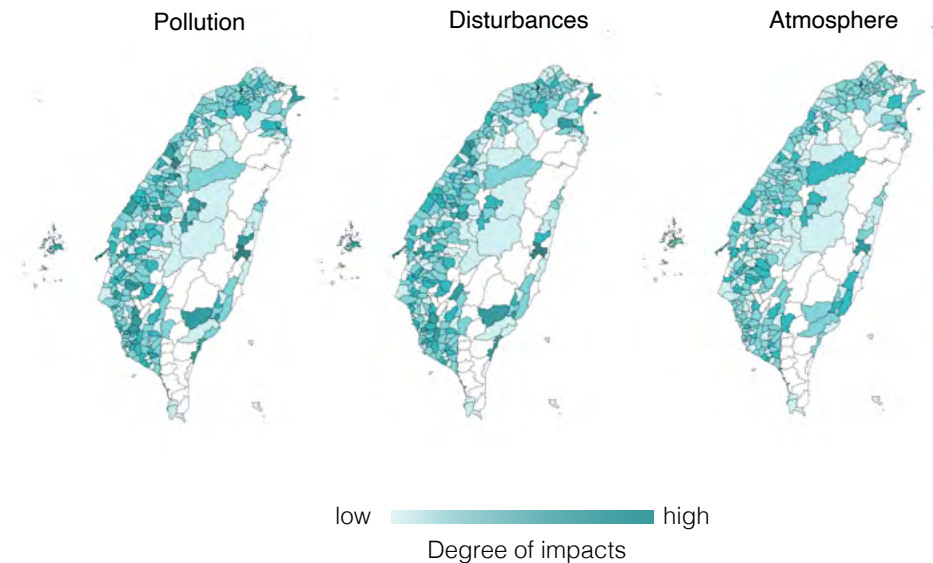 Pollution
Disturbances
Atmosphere
low
high
Degree of impacts